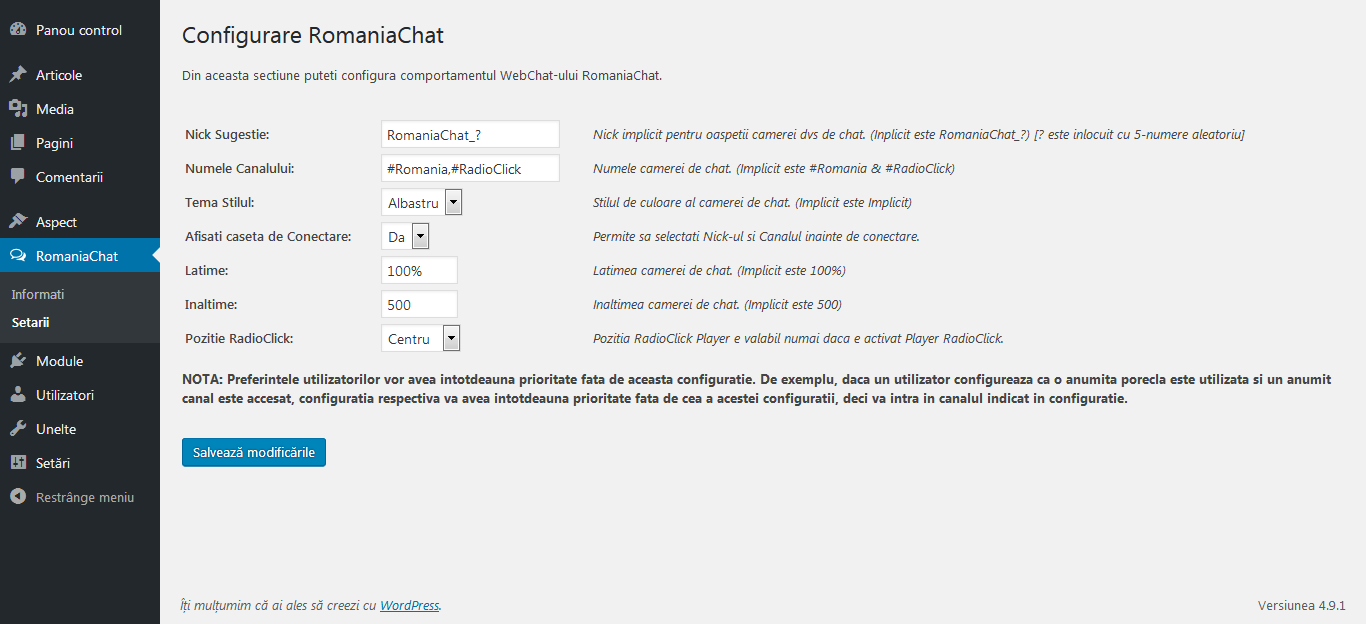 Panou control
Articole
Media
Pagini
Comentarii
Aspect
RomaniaChat
Informati
Setarii
Module
Utilizatori
Unelte
Setări
Restrânge meniu
Configurare RomaniaChat
Din aceasta sectiune puteti configura comportamentul WebChat-ului RomaniaChat.
Nick Sugestie: RomaniaChat_? Nick implicit pentru oaspetii camerei dvs de chat. (Inplicit este RomaniaChat_?) [? este inlocuit cu 5-numere aleatoriu]
Numele Canalului: #Romania,#RadioClick Numele camerei de chat. (Implicit este #Romania & #RadioClick)
Tema Stilul: Albastru Stilul de culoare al camerei de chat. (Implicit este Implicit)
Afisati caseta de Conectare: Da Permite sa selectati Nick-ul si Canalul inainte de conectare.
Latime: 100% Latimea camerei de chat. (Implicit este 100%)
Inaltime: 500 Inaltimea camerei de chat. (Implicit este 500)
Pozitie RadioClick: Centru Pozitia RadioClick Player e valabil numai daca e activat Player RadioClick.
NOTA: Preferintele utilizatorilor vor avea intotdeauna prioritate fata de aceasta configuratie. De exemplu, daca un utilizator configureaza ca o anumita porecla este utilizata si un anumit
canal este accesat, configuratia respectiva va avea intotdeauna prioritate fata de cea a acestei configuratii, deci va intra in canalul indicat in configuratie.
Salvează modificările
Îți mulțumim că ai ales să creezi cu WordPress.
Versiunea 4.9.1